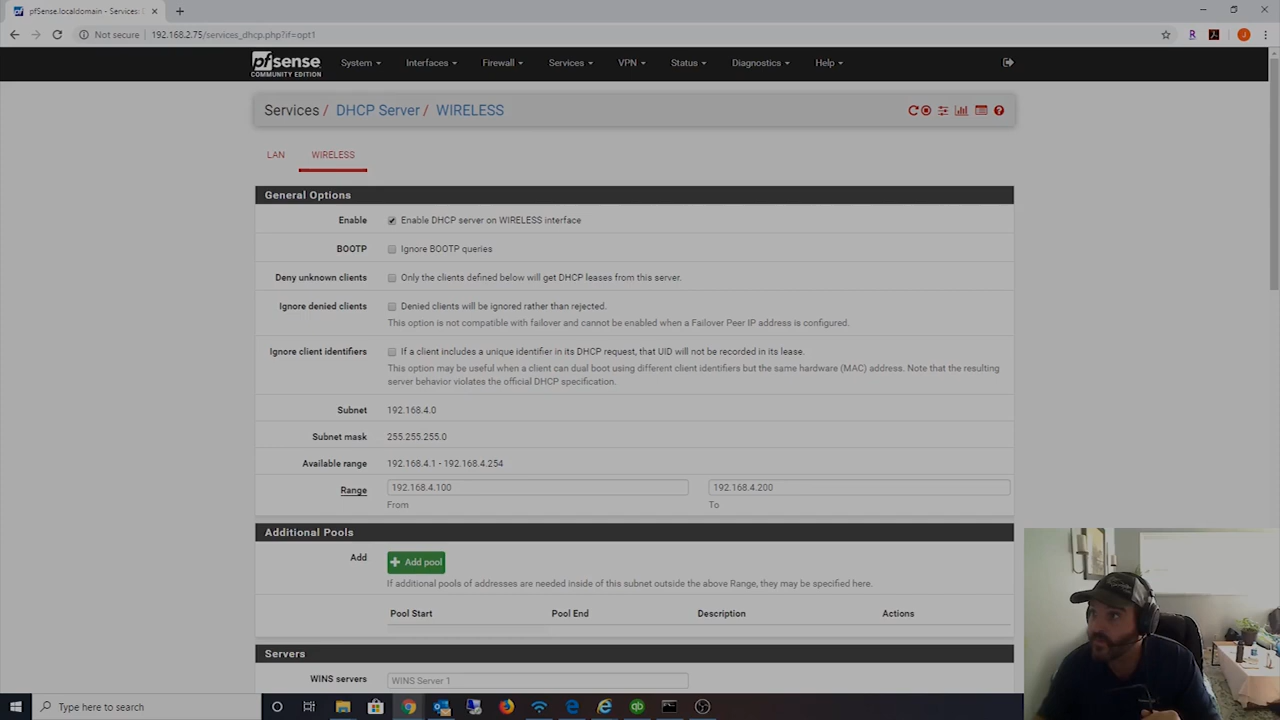 pfSense.localdomain - Services:
Not secure 192.168.2.75/services_dhcp.php?if=opt1
R
J
pfsense
COMMUNITY EDITION
System Interfaces Firewall Services VPN Status Diagnostics Help
Services / DHCP Server / WIRELESS
LAN WIRELESS
General Options
Enable Enable DHCP server on WIRELESS interface
BOOTP Ignore BOOTP queries
Deny unknown clients Only the clients defined below will get DHCP leases from this server.
Ignore denied clients Denied clients will be ignored rather than rejected.
This option is not compatible with failover and cannot be enabled when a Failover Peer IP address is configured.
Ignore client identifiers If a client includes a unique identifier in its DHCP request, that UID will not be recorded in its lease.
This option may be useful when a client can dual boot using different client identifiers but the same hardware (MAC) address. Note that the resulting
server behavior violates the official DHCP specification.
Subnet 192.168.4.0
Subnet mask 255.255.255.0
Available range 192.168.4.1 - 192.168.4.254
Range 192.168.4.100 192.168.4.200
From To
Additional Pools
Add Add pool
If additional pools of addresses are needed inside of this subnet outside the above Range, they may be specified here.
Pool Start Pool End Description Actions
Servers
WINS servers WINS Server 1
Type here to search
qb